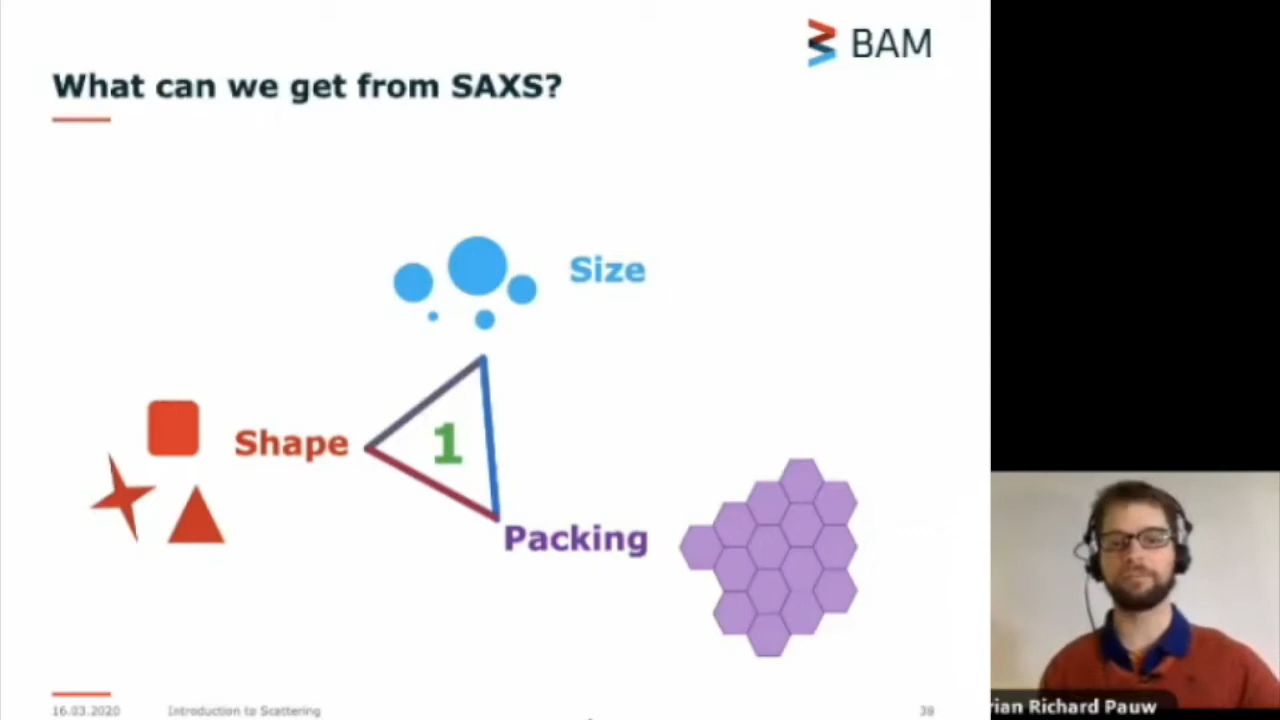 BAM
What can we get from SAXS?
Size
Shape
1
Packing
16.03.2020
Introduction to Scattering
38
rian Richard Pauw